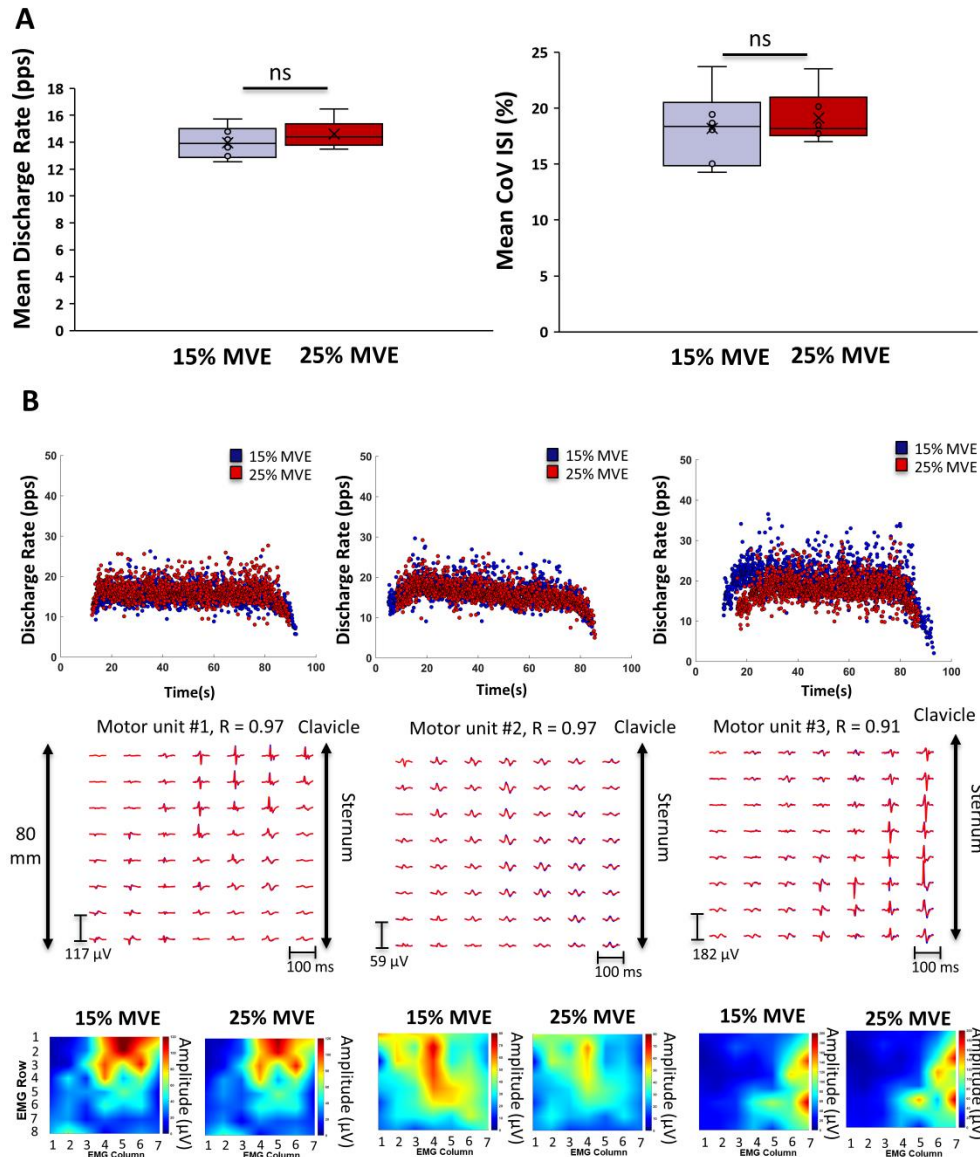 A
ns
Mean Discharge Rate (pps)
18
16
14
12
10
8
6
4
2
0
15% MVE 25% MVE
ns
Mean CoV ISI (%)
25
20
15
10
5
0
15% MVE 25% MVE
B
15% MVE
25% MVE
Discharge Rate (pps)
50
40
30
20
10
0
0 20 40 60 80 100
Time(s)
15% MVE
25% MVE
Discharge Rate (pps)
50
40
30
20
10
0
0 20 40 60 80 100
Time(s)
15% MVE
25% MVE
Discharge Rate (pps)
50
40
30
20
10
0
0 20 40 60 80 100
Time(s)
Motor unit #1, R = 0.97 Clavicle
80
mm
Sternum
117 µV
100 ms
Motor unit #2, R = 0.97 Clavicle
Sternum
59 µV
100 ms
Motor unit #3, R = 0.91 Clavicle
Sternum
182 µV
100 ms
15% MVE 25% MVE
EMG Row
1
2
3
4
5
6
7
8
1 2 3 4 5 6 7
EMG Column
Amplitude (µV)
1 2 3 4 5 6 7
EMG Column
Amplitude (µV)
15% MVE 25% MVE
1 2 3 4 5 6 7
EMG Column
Amplitude (µV)
1 2 3 4 5 6 7
EMG Column
Amplitude (µV)
15% MVE 25% MVE
1 2 3 4 5 6 7
EMG Column
Amplitude (µV)
1 2 3 4 5 6 7
EMG Column
Amplitude (µV)